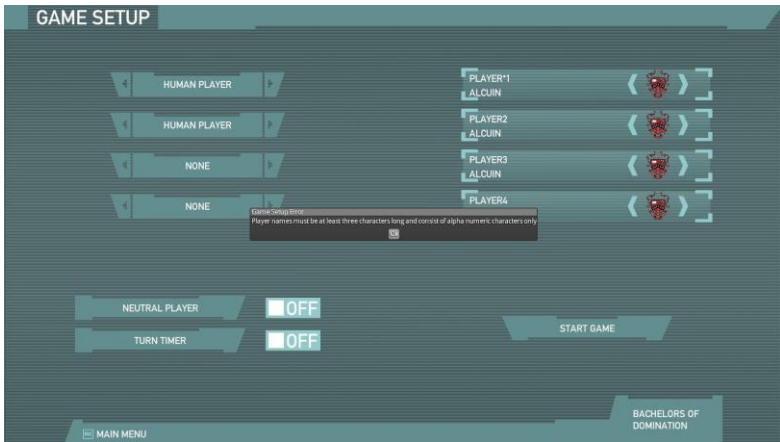 GAME SETUP
HUMAN PLAYER
PLAYER*1
ALCUIN
HUMAN PLAYER
PLAYER2
ALCUIN
NONE
PLAYER3
ALCUIN
NONE
PLAYER4
Game Setup Error
Player names must be at least three characters long and consist of alpha numeric characters only
NEUTRAL PLAYER
OFF
TURN TIMER
OFF
START GAME
BACHELORS OF
DOMINATION
MAIN MENU